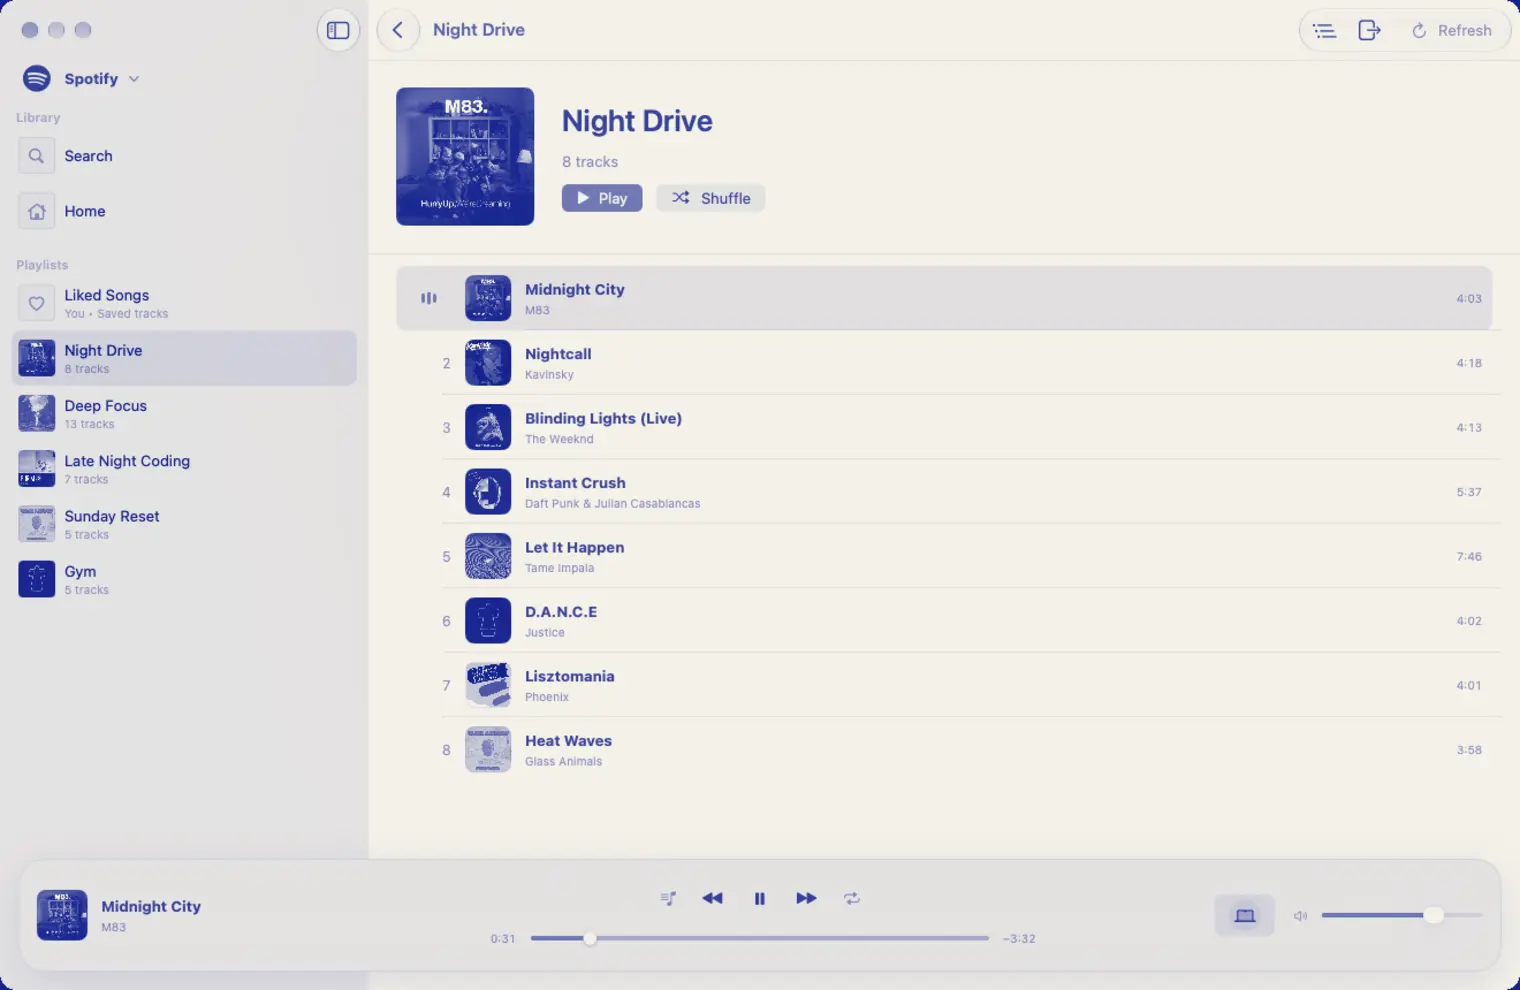 Spotify
Library
Search
Home
Playlists
Liked Songs
You • Saved tracks
Night Drive
8 tracks
Deep Focus
13 tracks
Late Night Coding
7 tracks
Sunday Reset
5 tracks
Gym
5 tracks
Night Drive
Refresh
M83.
Hurry Up, We're Dreaming
Night Drive
8 tracks
Play
Shuffle
Midnight City
M83
4:03
2
Nightcall
Kavinsky
4:18
3
Blinding Lights (Live)
The Weeknd
4:13
4
Instant Crush
Daft Punk & Julian Casablancas
5:37
5
Let It Happen
Tame Impala
7:46
6
D.A.N.C.E
Justice
4:02
7
Lisztomania
Phoenix
4:01
8
Heat Waves
Glass Animals
3:58
Midnight City
M83
0:31
−3:32